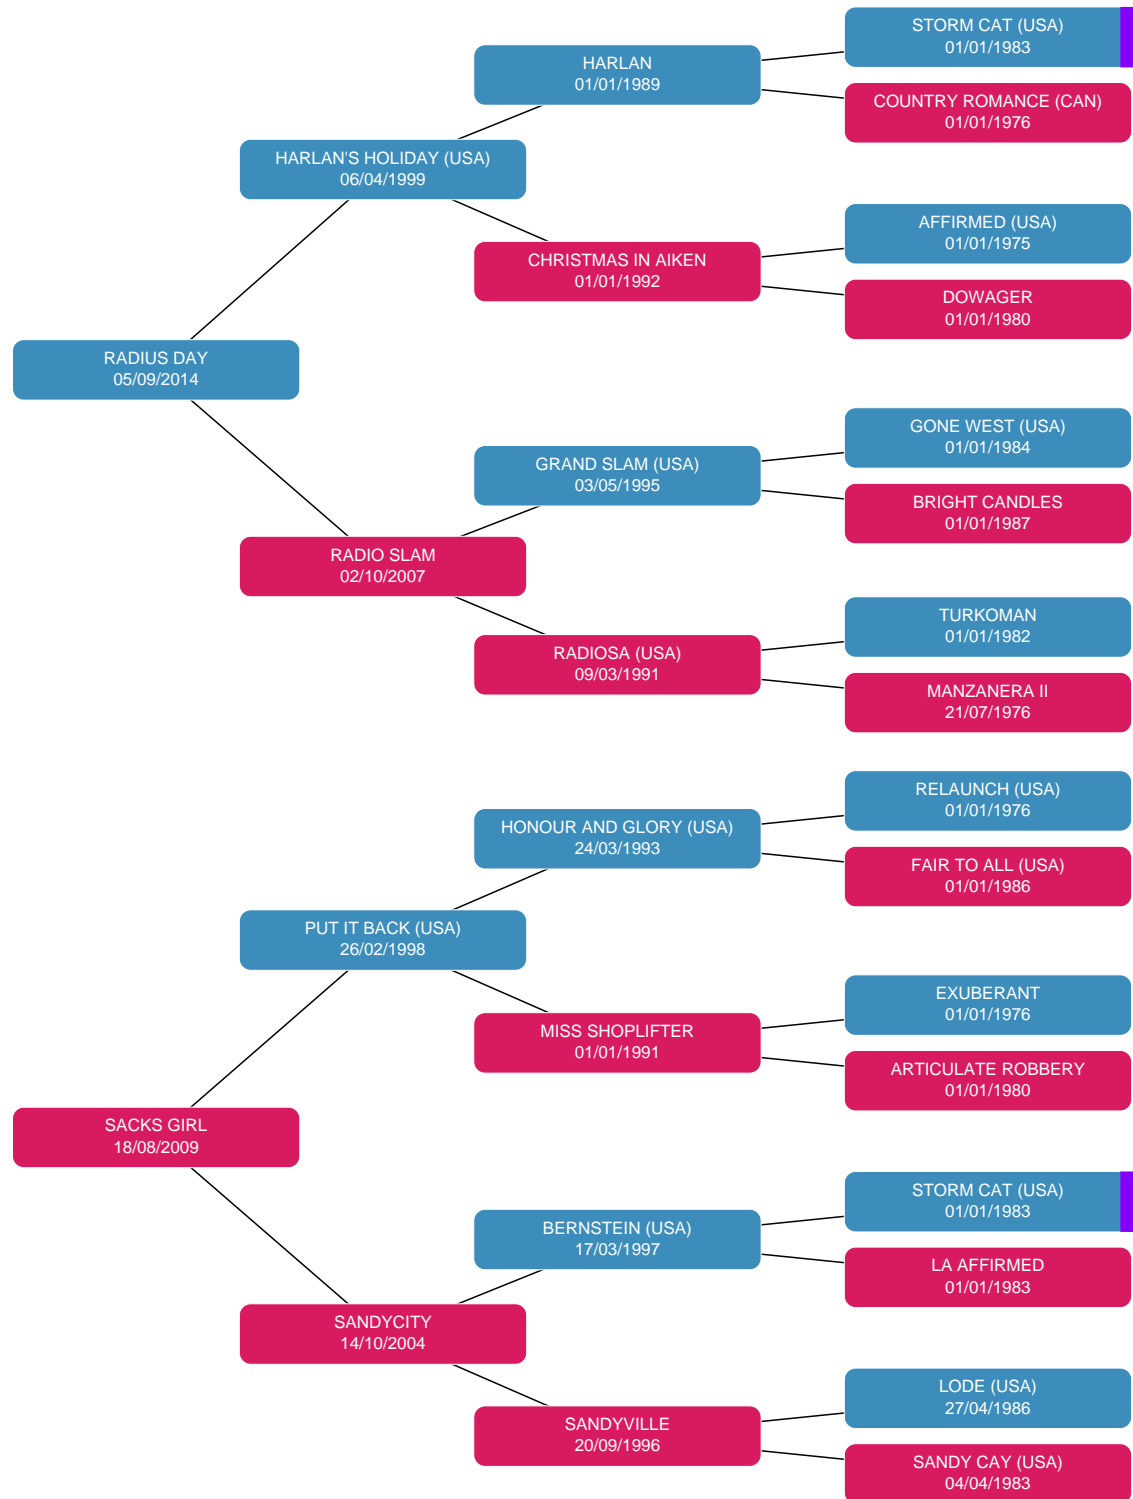 STORM CAT (USA)
01/01/1983
HARLAN
01/01/1989
COUNTRY ROMANCE (CAN)
01/01/1976
HARLAN'S HOLIDAY (USA)
06/04/1999
AFFIRMED (USA)
01/01/1975
CHRISTMAS IN AIKEN
01/01/1992
DOWAGER
01/01/1980
RADIUS DAY
05/09/2014
GONE WEST (USA)
01/01/1984
GRAND SLAM (USA)
03/05/1995
BRIGHT CANDLES
01/01/1987
RADIO SLAM
02/10/2007
TURKOMAN
01/01/1982
RADIOSA (USA)
09/03/1991
MANZANERA II
21/07/1976
RELAUNCH (USA)
01/01/1976
HONOUR AND GLORY (USA)
24/03/1993
FAIR TO ALL (USA)
01/01/1986
PUT IT BACK (USA)
26/02/1998
EXUBERANT
01/01/1976
MISS SHOPLIFTER
01/01/1991
ARTICULATE ROBBERY
01/01/1980
SACKS GIRL
18/08/2009
STORM CAT (USA)
01/01/1983
BERNSTEIN (USA)
17/03/1997
LA AFFIRMED
01/01/1983
SANDYCITY
14/10/2004
LODE (USA)
27/04/1986
SANDYVILLE
20/09/1996
SANDY CAY (USA)
04/04/1983